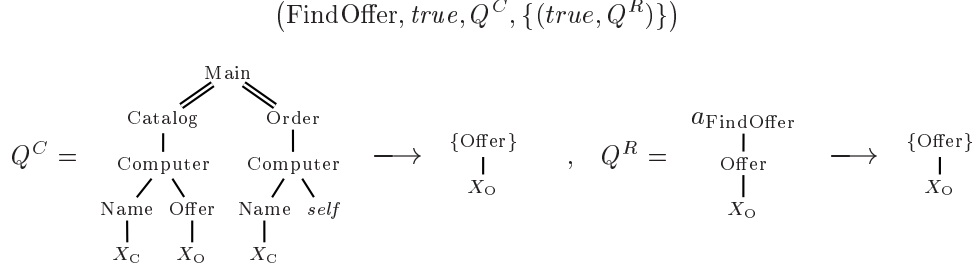 (FindOffer, true, Q^C, {(true, Q^R)})
Main
Catalog Order
Q^C = Computer Computer ⟶ {Offer} , Q^R = a_FindOffer ⟶ {Offer}
Offer
X_O X_O
Name Offer Name self X_O
X_C X_O X_C